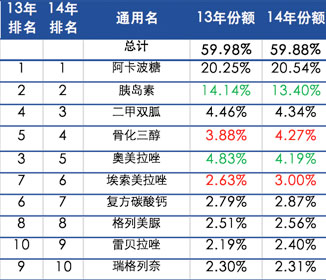 13年排名 14年排名 通用名 13年份额 14年份额
总计 59.98% 59.88%
1 1 阿卡波糖 20.25% 20.54%
2 2 胰岛素 14.14% 13.40%
4 3 二甲双胍 4.46% 4.34%
5 4 骨化三醇 3.88% 4.27%
3 5 奥美拉唑 4.83% 4.19%
7 6 埃索美拉唑 2.63% 3.00%
6 7 复方碳酸钙 2.79% 2.87%
8 8 格列美脲 2.51% 2.56%
10 9 雷贝拉唑 2.19% 2.40%
9 10 瑞格列奈 2.30% 2.31%